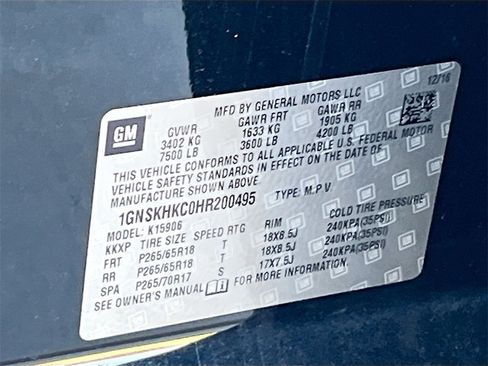 MFD BY GENERAL MOTORS LLC
12/16
GM
GVWR GAWR FRT GAWR RR
3402 KG 1633 KG 1905 KG
7500 LB 3600 LB 4200 LB
THIS VEHICLE CONFORMS TO ALL APPLICABLE U.S. FEDERAL MOTOR
VEHICLE SAFETY STANDARDS IN EFFECT ON THE DATE OF
MANUFACTURE SHOWN ABOVE.
1GNSKHKC0HR200495 TYPE: M.P.V
MODEL: K15906
KKXP TIRE SIZE SPEED RTG RIM COLD TIRE PRESSURE
FRT P265/65R18 T 18X8.5J 240KPA(35PSI)
RR P265/65R18 T 18X8.5J 240KPA(35PSI)
SPA P265/70R17 S 17X7.5J 240KPA(35PSI)
SEE OWNER'S MANUAL FOR MORE INFORMATION